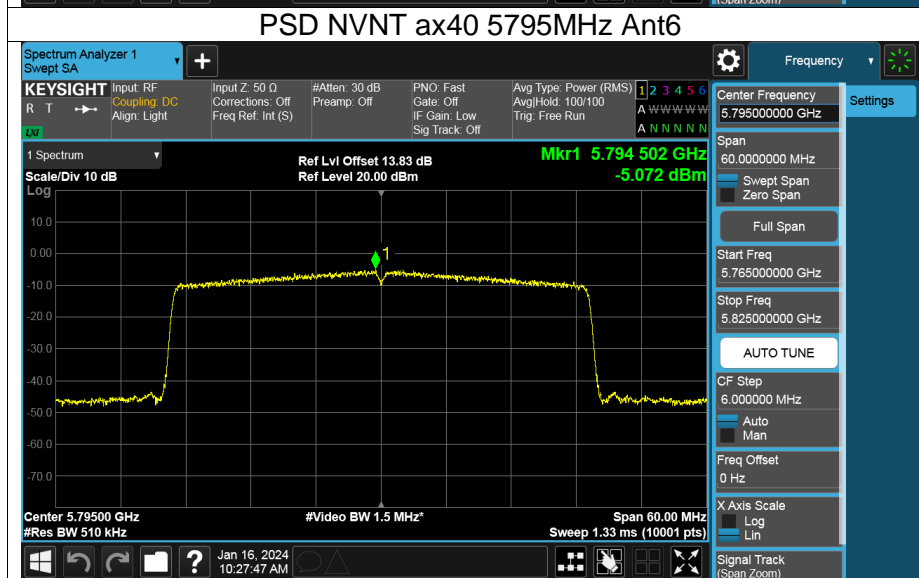 (Span Zoom)
PSD NVNT ax40 5795MHz Ant6
Spectrum Analyzer 1
Swept SA
Frequency
KEYSIGHT
R T
LXI
Input: RF
Coupling: DC
Align: Light
Input Z: 50 Ω
Corrections: Off
Freq Ref: Int (S)
#Atten: 30 dB
Preamp: Off
PNO: Fast
Gate: Off
IF Gain: Low
Sig Track: Off
Avg Type: Power (RMS)
Avg|Hold: 100/100
Trig: Free Run
1 2 3 4 5 6
A W W W W W
A N N N N N
Center Frequency
5.795000000 GHz
Settings
Span
60.0000000 MHz
Swept Span
Zero Span
Full Span
Start Freq
5.765000000 GHz
Stop Freq
5.825000000 GHz
AUTO TUNE
CF Step
6.000000 MHz
Auto
Man
Freq Offset
0 Hz
X Axis Scale
Log
Lin
Signal Track
(Span Zoom)
1 Spectrum
Scale/Div 10 dB
Ref Lvl Offset 13.83 dB
Ref Level 20.00 dBm
Mkr1 5.794 502 GHz
-5.072 dBm
Log
10.0
0.00
1
-10.0
-20.0
-30.0
-40.0
-50.0
-60.0
-70.0
Center 5.79500 GHz
#Res BW 510 kHz
#Video BW 1.5 MHz*
Span 60.00 MHz
Sweep 1.33 ms (10001 pts)
?
Jan 16, 2024
10:27:47 AM